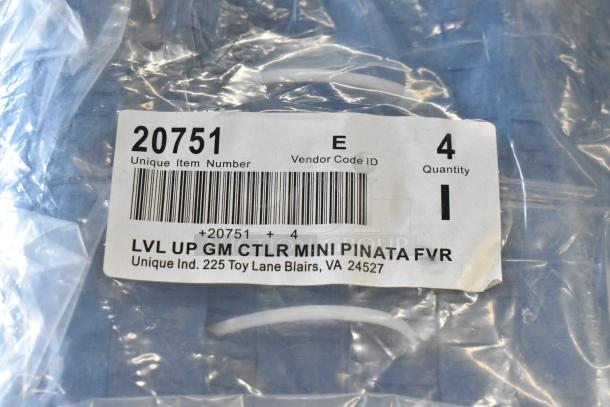 20751 E 4
Unique Item Number Vendor Code ID Quantity
I
+20751 + 4
LVL UP GM CTLR MINI PINATA FVR
Unique Ind. 225 Toy Lane Blairs, VA 24527